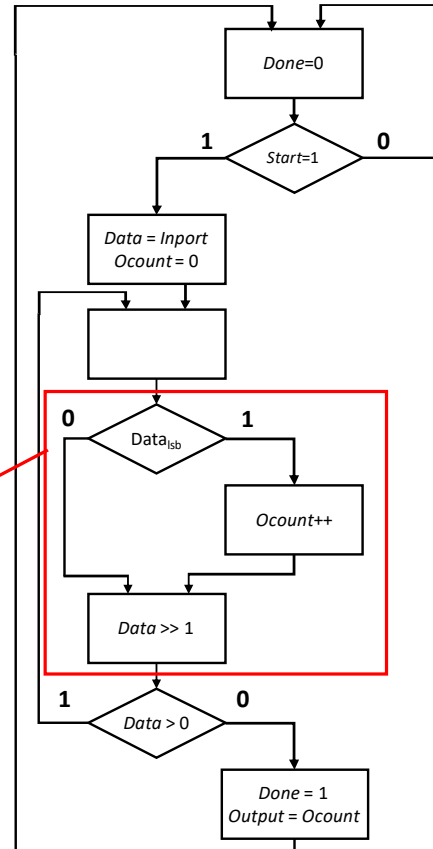 Done=0
1
Start=1
0
Data = Inport
Ocount = 0
0
Data_lsb
1
Ocount++
Data >> 1
1
Data > 0
0
Done = 1
Output = Ocount